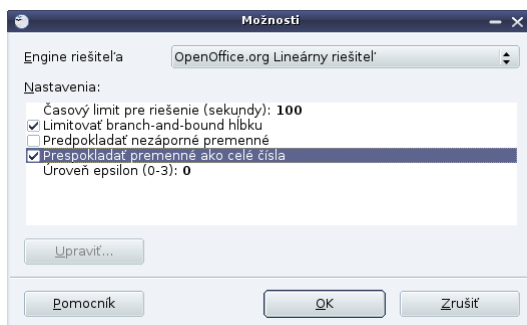 Možnosti
Engine riešiteľa OpenOffice.org Lineárny riešiteľ
Nastavenia:
Časový limit pre riešenie (sekundy): 100
Limitovať branch-and-bound hĺbku
Predpokladať nezáporné premenné
Prespokladať premenné ako celé čísla
Úroveň epsilon (0-3): 0
Upraviť...
Pomocník OK Zrušiť